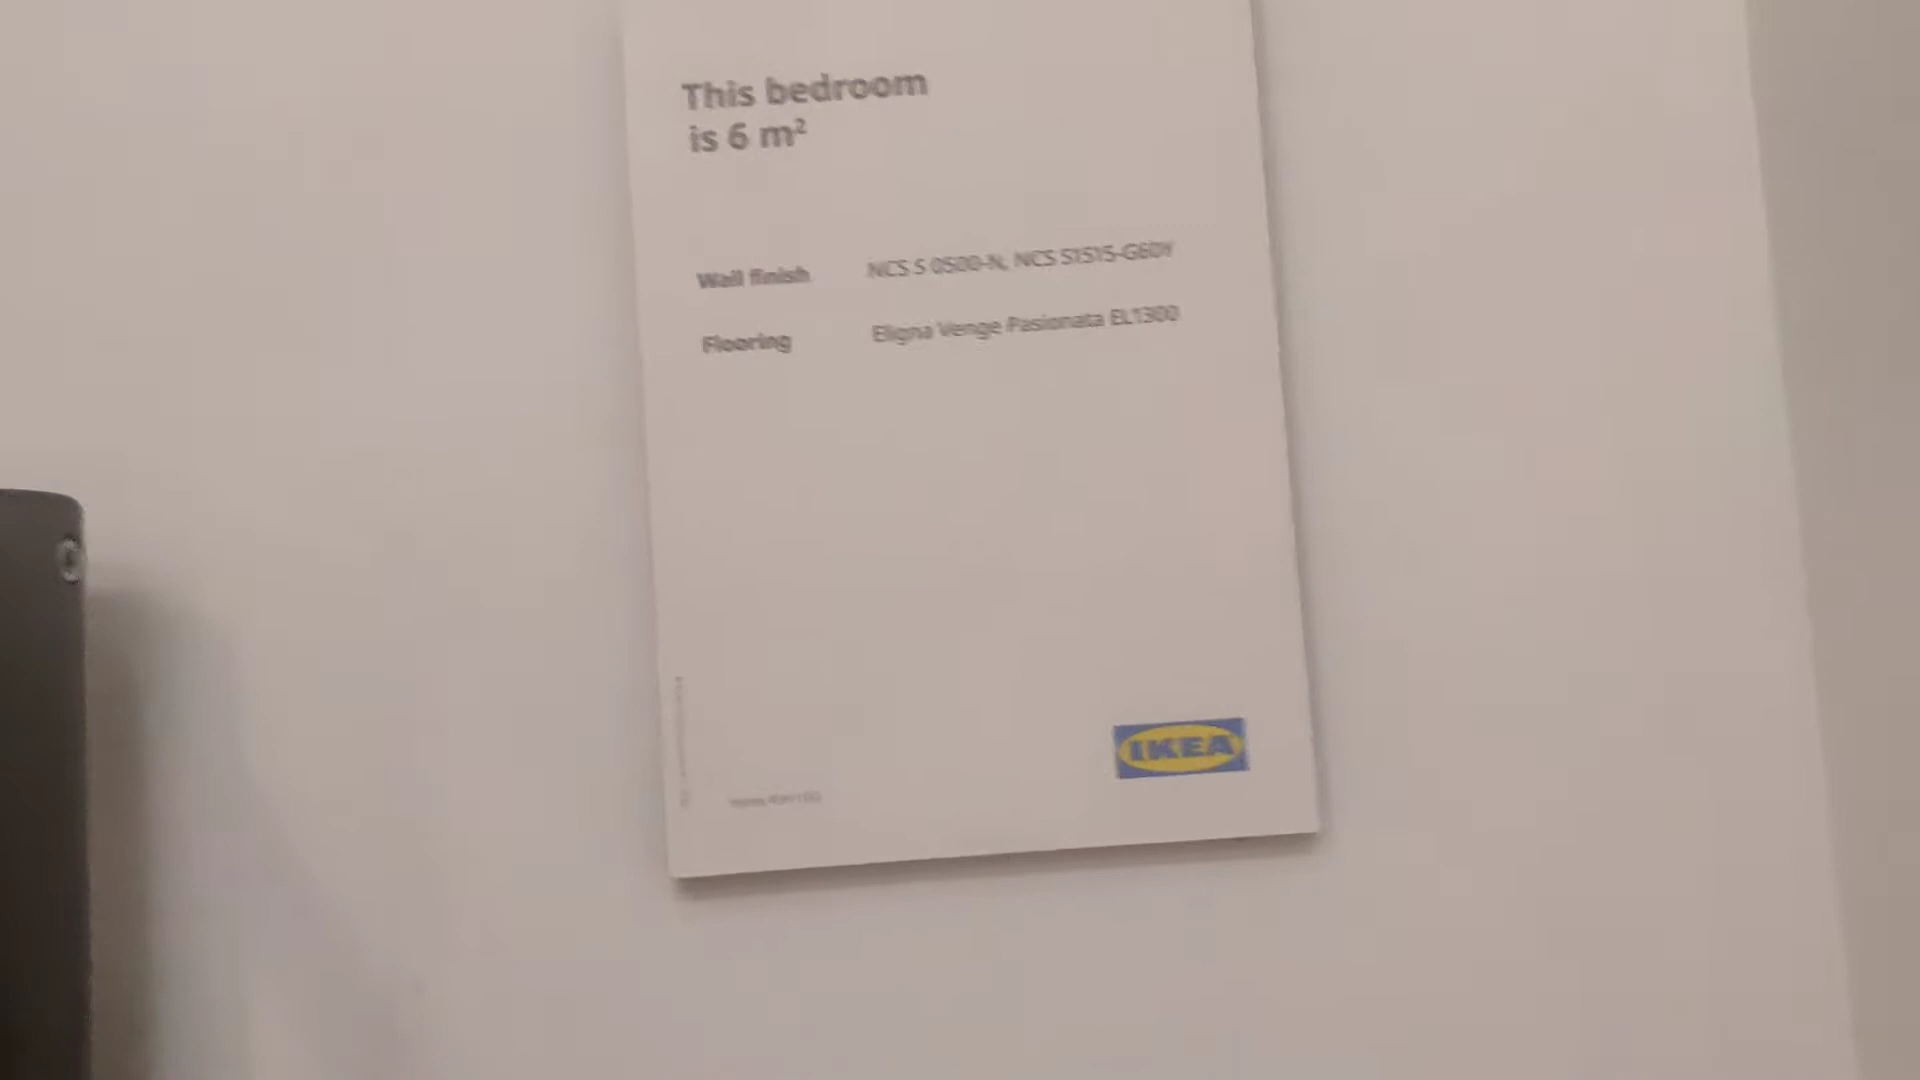 This bedroom
is 6 m²
Wall finish NCS S 0500-N, NCS S1515-G60Y
Flooring Eligna Venge Pasionata EL1300
IKEA